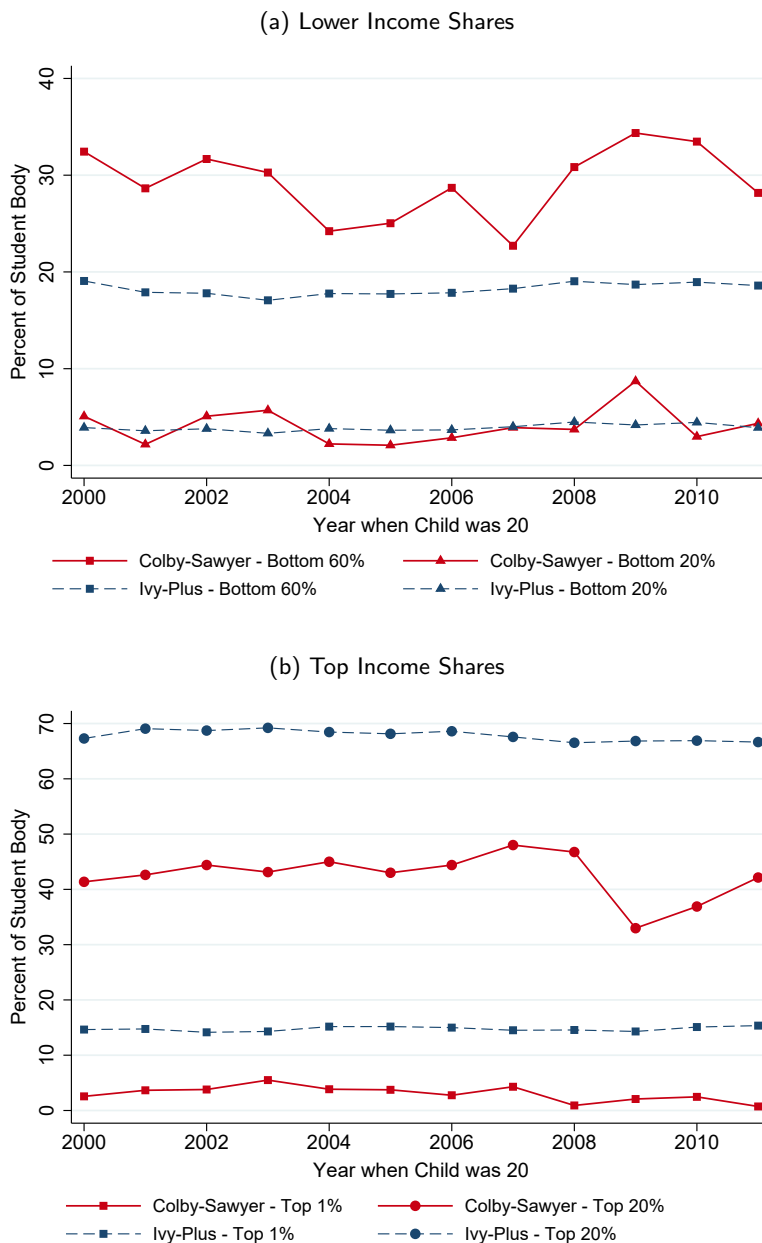 (a) Lower Income Shares
40
30
20
10
0
Percent of Student Body
2000 2002 2004 2006 2008 2010
Year when Child was 20
Colby-Sawyer - Bottom 60% Colby-Sawyer - Bottom 20%
Ivy-Plus - Bottom 60% Ivy-Plus - Bottom 20%
(b) Top Income Shares
70
60
50
40
30
20
10
0
Percent of Student Body
2000 2002 2004 2006 2008 2010
Year when Child was 20
Colby-Sawyer - Top 1% Colby-Sawyer - Top 20%
Ivy-Plus - Top 1% Ivy-Plus - Top 20%